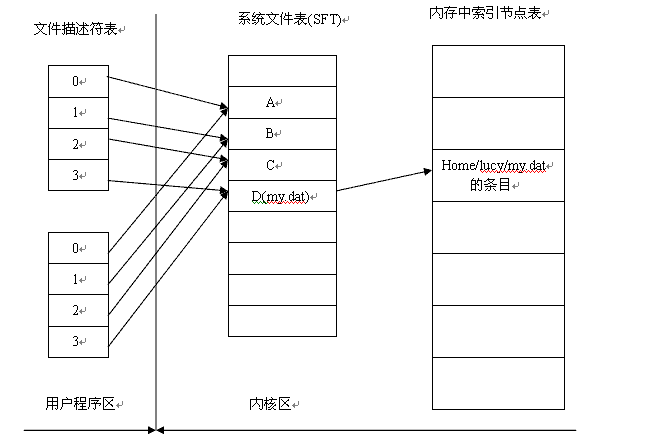 文件描述符表
系统文件表(SFT)
内存中索引节点表
0
1
2
3
A
B
C
D(my.dat)
Home/lucy/my.dat
的条目
0
1
2
3
用户程序区
内核区